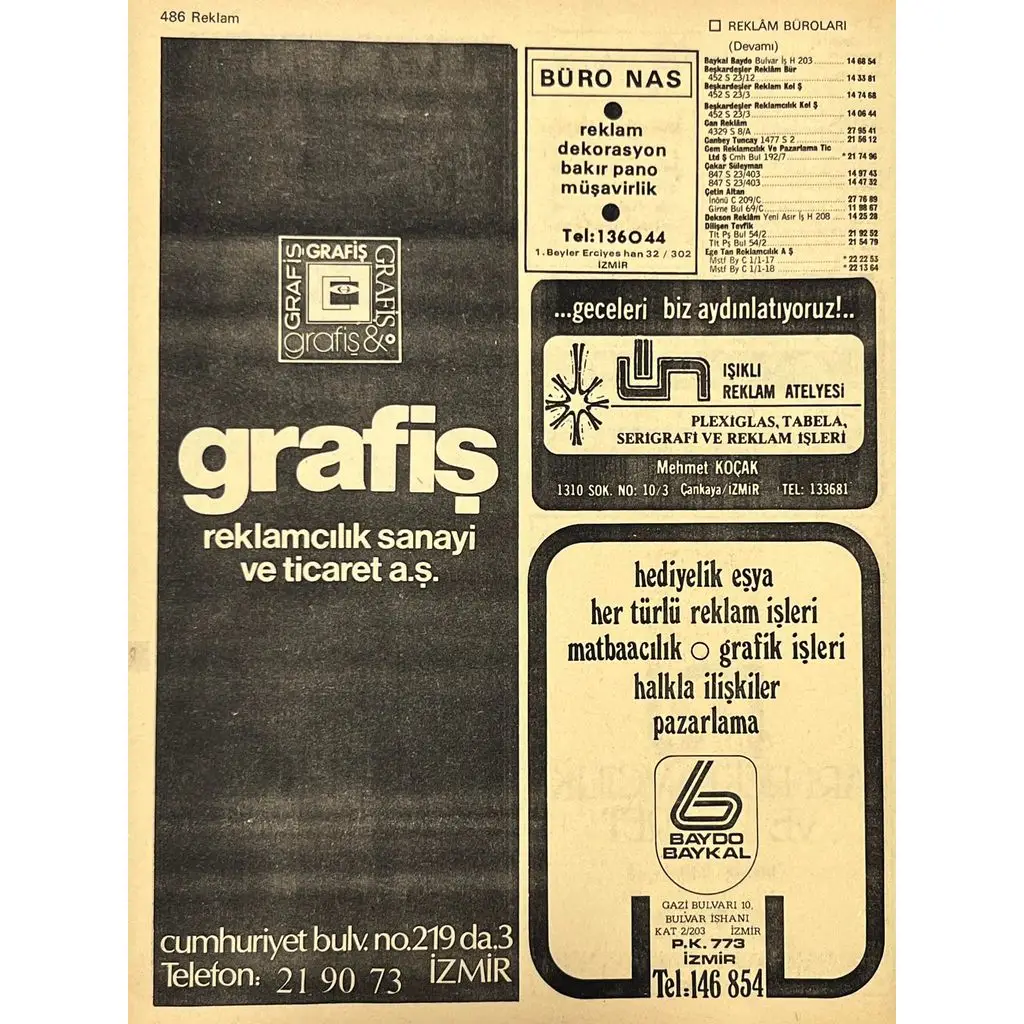 486 Reklam
grafiş
GRAFİŞ
GRAFİŞ
GRAFİŞ
grafiş&
grafiş
reklamcılık sanayi
ve ticaret a.ş.
cumhuriyet bulv. no.219 da.3
Telefon: 21 90 73 İZMİR
BÜRO NAS
reklam
dekorasyon
bakır pano
müşavirlik
Tel:136044
1. Beyler Erciyes han 32 / 302
İZMİR
REKLÂM BÜROLARI
(Devamı)
Baykal Baydo Bulvar İş H 203 14 68 54
Beşkardeşler Reklâm Bür
452 S 23/12 14 33 81
Beşkardeşler Reklam Kol Ş
452 S 23/3 14 74 68
Beşkardeşler Reklamcılık Kol Ş
452 S 23/3 14 06 44
Can Reklâm
4329 S 8/A 27 95 41
Canbey Tuncay 1477 S 2 21 56 12
Cem Reklamcılık Ve Pazarlama Tic
Ltd Ş Cmh Bul 192/7 *21 74 96
Çakar Süleyman
847 S 23/403 14 97 43
847 S 23/403 14 47 32
Çetin Altan
İnönü C 209/C 27 76 89
Girne Bul 69/C 11 98 67
Dekson Reklâm Yeni Asır İş H 208 14 25 28
Dilişen Tevfik
Tlt Pş Bul 54/2 21 92 52
Tlt Pş Bul 54/2 21 54 79
Ege Tan Reklamcılık A Ş
Mstf By C 1/1-17 *22 22 53
Mstf By C 1/1-18 *22 13 64
...geceleri biz aydınlatıyoruz!..
ün IŞIKLI
REKLAM ATELYESİ
PLEXİGLAS, TABELA,
SERİGRAFİ VE REKLAM İŞLERİ
Mehmet KOÇAK
1310 SOK. NO: 10/3 Çankaya/İZMİR TEL: 133681
hediyelik eşya
her türlü reklam işleri
matbaacılık ○ grafik işleri
halkla ilişkiler
pazarlama
b
BAYDO
BAYKAL
GAZİ BULVARI 10,
BULVAR İŞHANI
KAT 2/203 İZMİR
P.K. 773
İZMİR
Tel:146 854